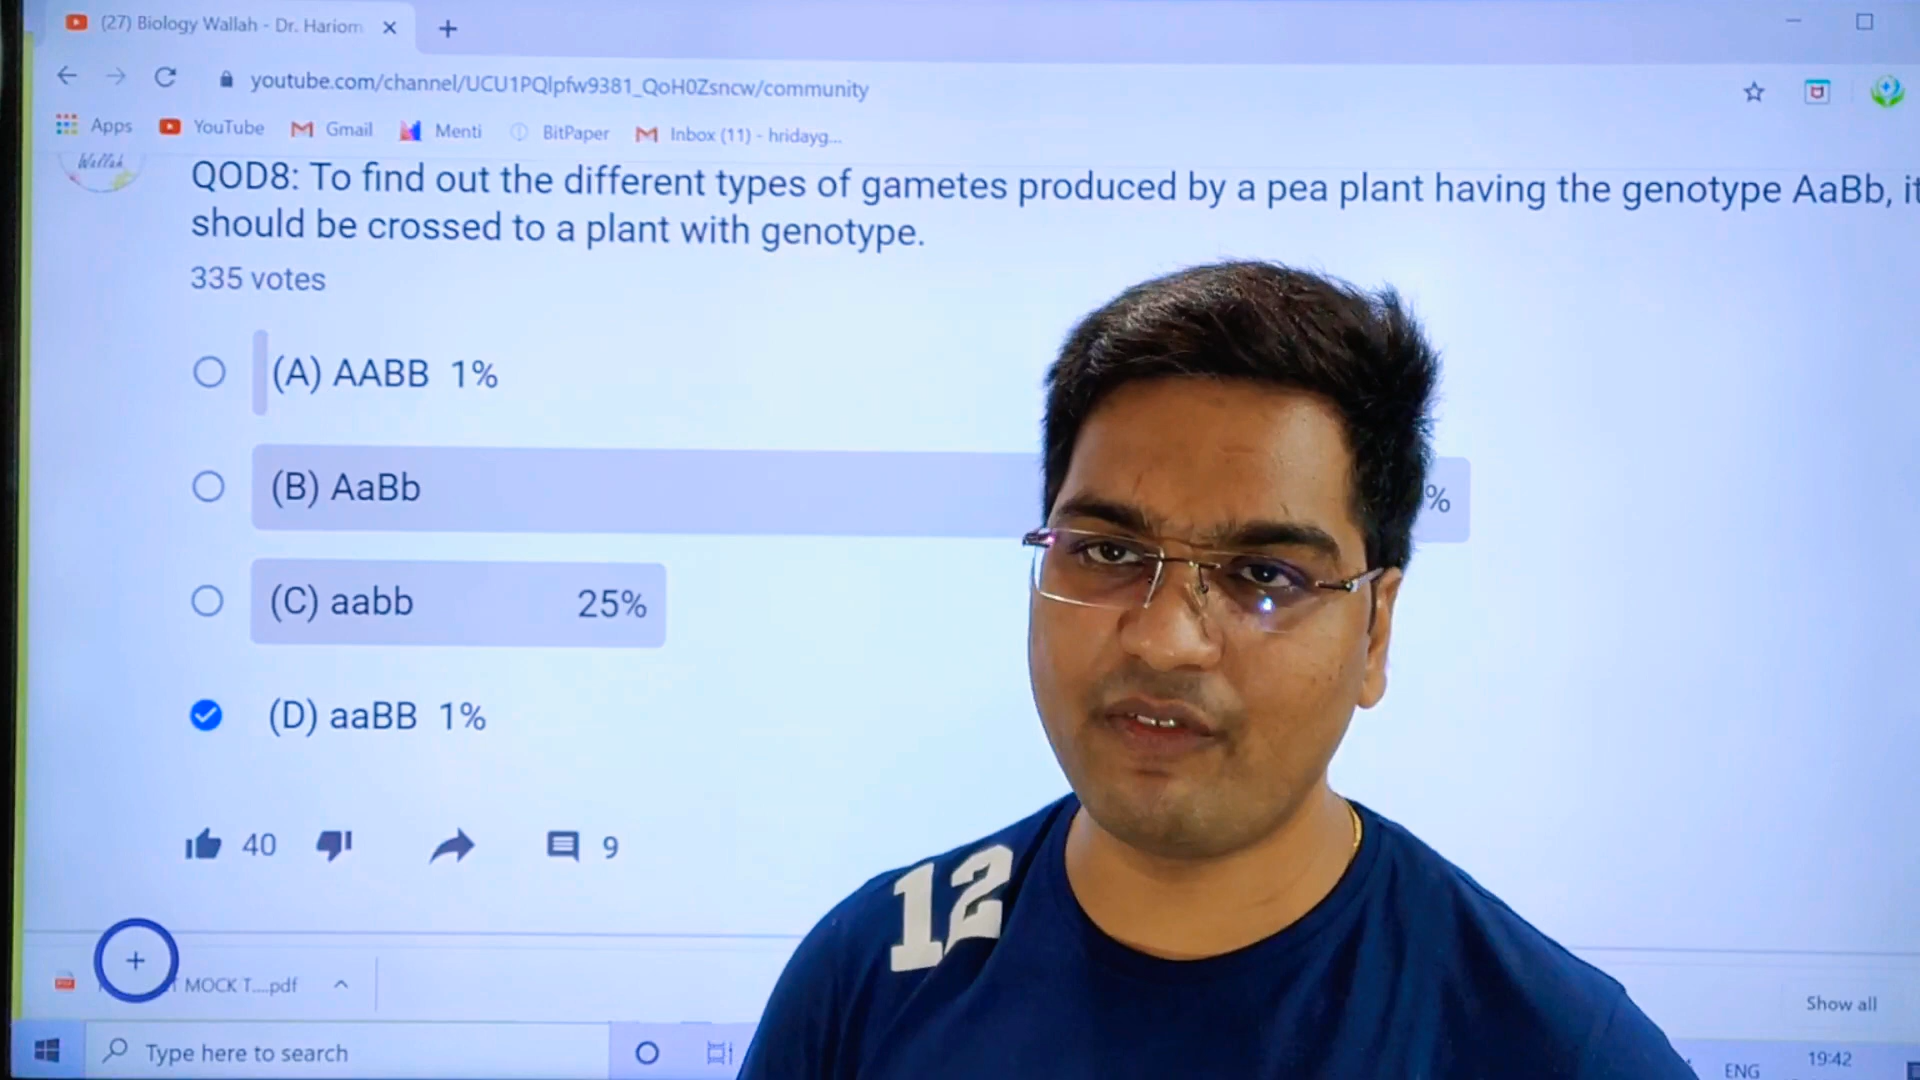 (27) Biology Wallah - Dr. Hariom
youtube.com/channel/UCU1PQlpfw9381_QoH0Zsncw/community
Apps YouTube Gmail Menti BitPaper Inbox (11) - hridayg...
Wallah
QOD8: To find out the different types of gametes produced by a pea plant having the genotype AaBb, it
should be crossed to a plant with genotype.
335 votes
(A) AABB 1%
(B) AaBb %
(C) aabb 25%
(D) aaBB 1%
40 9
12
MOCK T....pdf
Show all
Type here to search
ENG
19:42